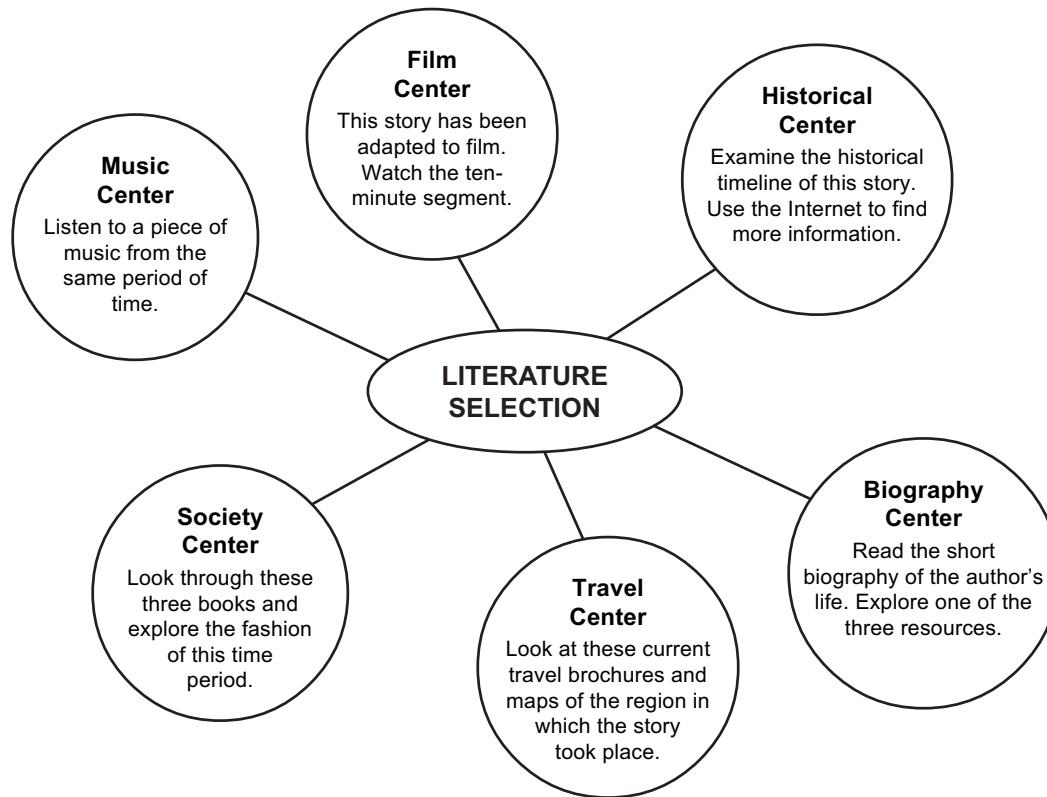 Film
Center
This story has been
adapted to film.
Watch the ten-
minute segment.
Historical
Center
Examine the historical
timeline of this story.
Use the Internet to find
more information.
Music
Center
Listen to a piece of
music from the
same period of
time.
LITERATURE
SELECTION
Society
Center
Look through these
three books and
explore the fashion
of this time
period.
Travel
Center
Look at these current
travel brochures and
maps of the region in
which the story
took place.
Biography
Center
Read the short
biography of the author’s
life. Explore one of the
three resources.